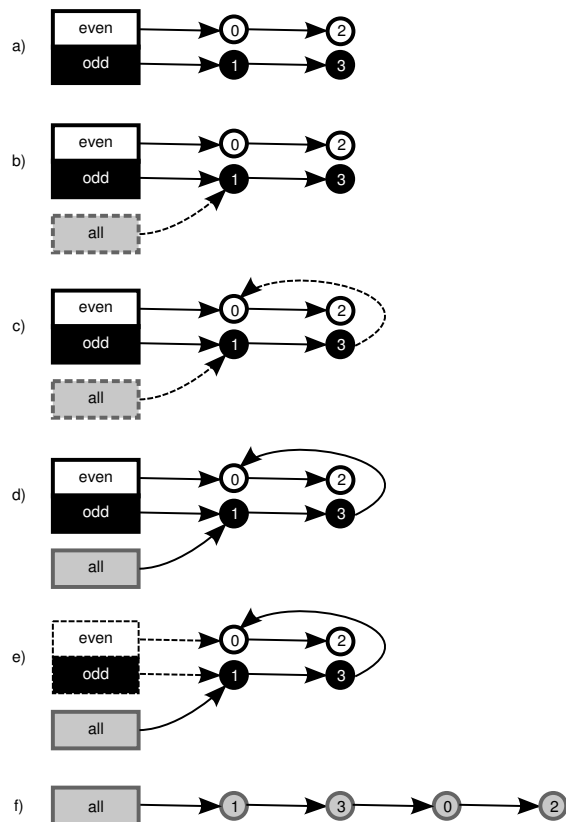 even 0 2
a)
odd 1 3
even 0 2
b)
odd 1 3
all
even 0 2
c)
odd 1 3
all
even 0 2
d)
odd 1 3
all
even 0 2
e)
odd 1 3
all
f) all 1 3 0 2